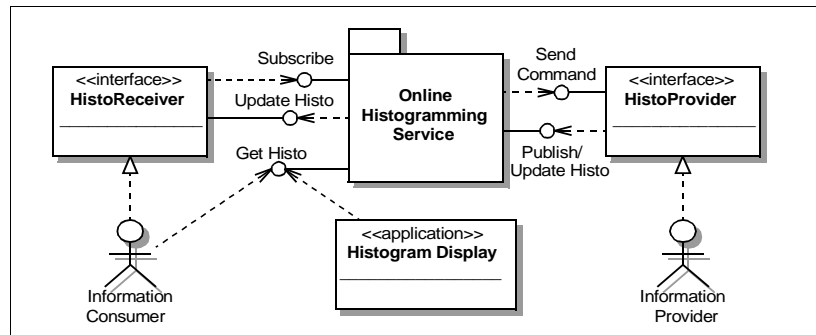 Subscribe
Send
Command
<<interface>>
HistoReceiver
Online
Histogramming
Service
<<interface>>
HistoProvider
Update Histo
Get Histo
Publish/
Update Histo
<<application>>
Histogram Display
Information
Consumer
Information
Provider